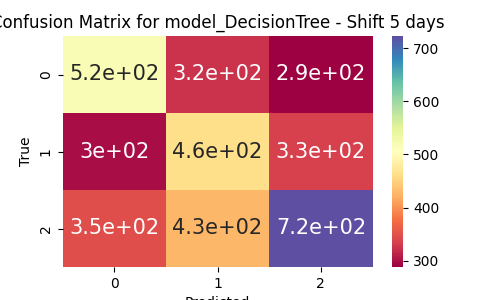 Confusion Matrix for model_DecisionTree - Shift 5 days
0 5.2e+02 3.2e+02 2.9e+02
1 3e+02 4.6e+02 3.3e+02
2 3.5e+02 4.3e+02 7.2e+02
True
0 1 2
Predicted
700
600
500
400
300